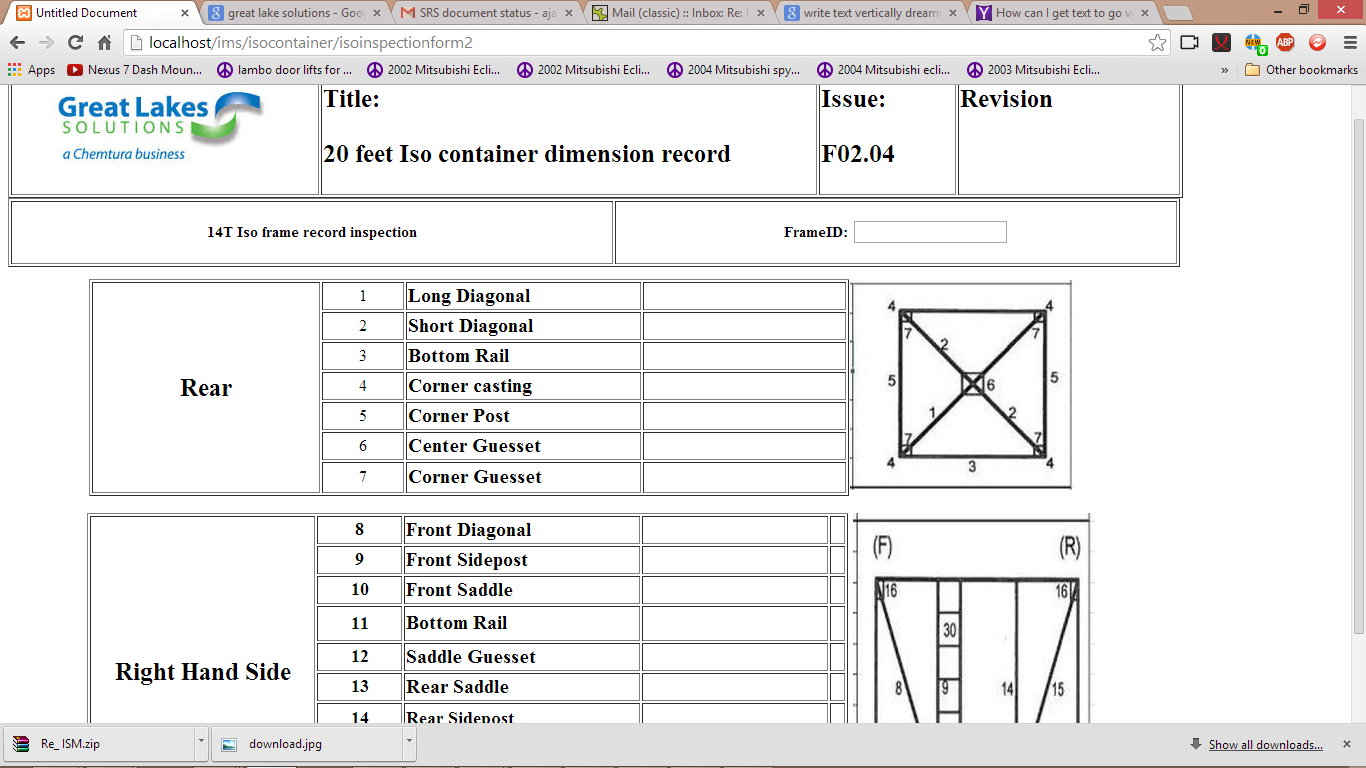 Untitled Document
great lake solutions - Goo
SRS document status - aja
Mail (classic) :: Inbox: Re:
write text vertically dream
How can I get text to go ve
localhost/ims/isocontainer/isoinspectionform2
NEW
0
ABP
Apps
Nexus 7 Dash Moun...
lambo door lifts for ...
2002 Mitsubishi Ecli...
2002 Mitsubishi Ecli...
2004 Mitsubishi spy...
2004 Mitsubishi ecli...
2003 Mitsubishi Ecli...
»
Other bookmarks
Great Lakes
SOLUTIONS
a Chemtura business
Title:
20 feet Iso container dimension record
Issue:
F02.04
Revision
14T Iso frame record inspection
FrameID:
Rear
1 Long Diagonal
2 Short Diagonal
3 Bottom Rail
4 Corner casting
5 Corner Post
6 Center Guesset
7 Corner Guesset
4 4
7 7
2
5 6 5
1 2
7 7
4 3 4
Right Hand Side
8 Front Diagonal
9 Front Sidepost
10 Front Saddle
11 Bottom Rail
12 Saddle Guesset
13 Rear Saddle
14 Rear Sidepost
(F) (R)
16 16
30
8 9 14 15
Re_ ISM.zip
download.jpg
Show all downloads...